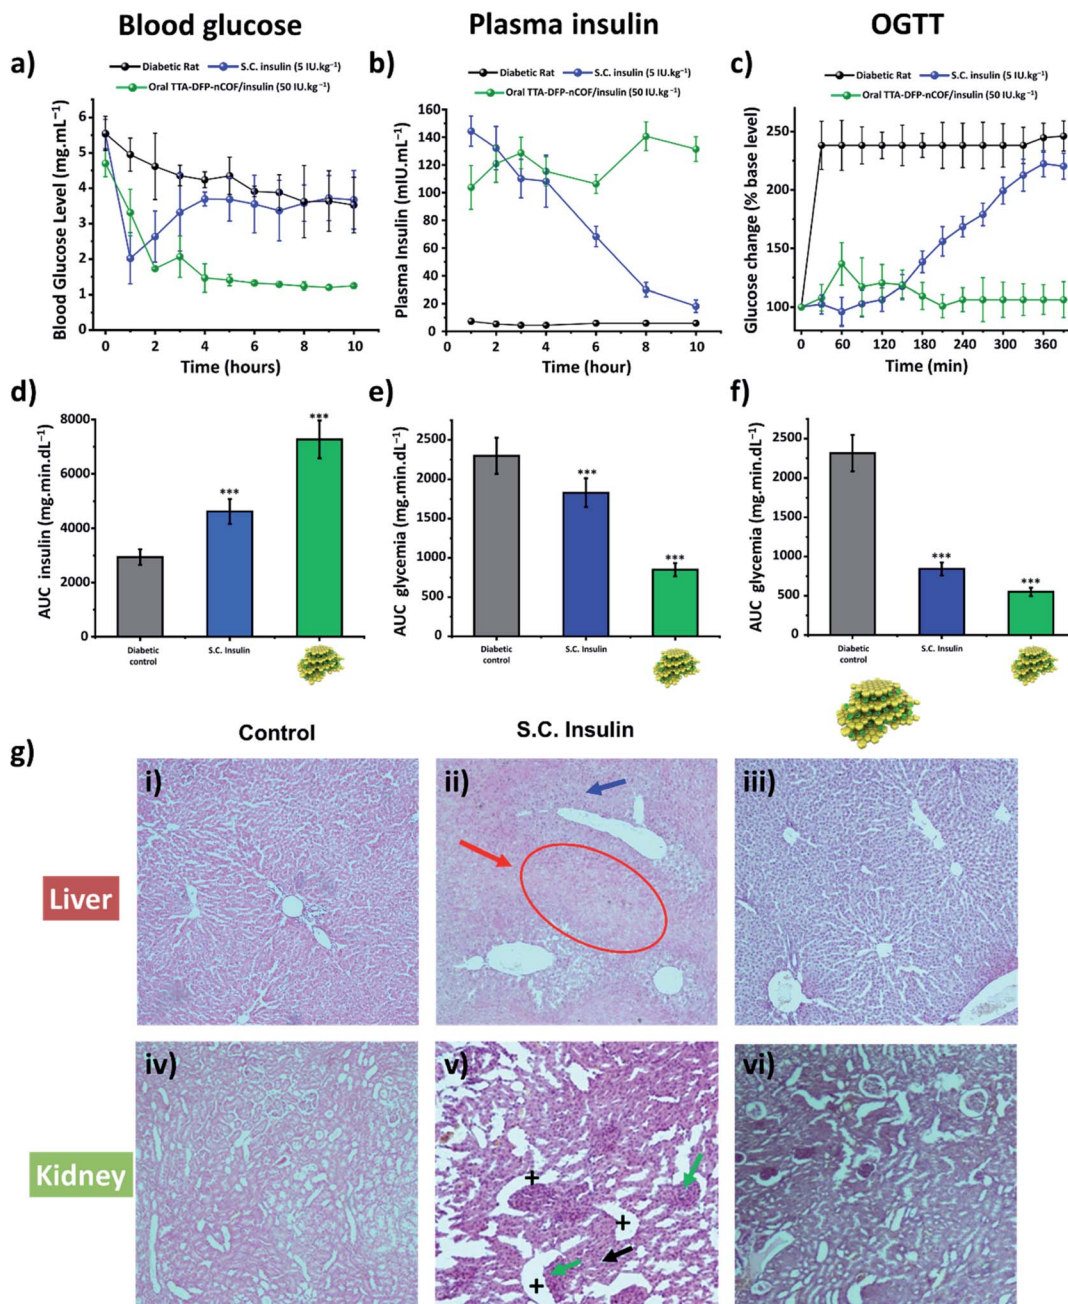 Blood glucose
Plasma insulin
OGTT
a)
Diabetic Rat
S.C. insulin (5 IU.kg⁻¹)
Oral TTA-DFP-nCOF/insulin (50 IU.kg⁻¹)
Blood Glucose Level (mg.mL⁻¹)
6
5
4
3
2
1
0
0 2 4 6 8 10
Time (hours)
b)
Diabetic Rat
S.C. insulin (5 IU.kg⁻¹)
Oral TTA-DFP-nCOF/insulin (50 IU.kg⁻¹)
Plasma Insulin (mIU.mL⁻¹)
160
140
120
100
80
60
40
20
0
0 2 4 6 8 10
Time (hour)
c)
Diabetic Rat
S.C. insulin (5 IU.kg⁻¹)
Oral TTA-DFP-nCOF/insulin (50 IU.kg⁻¹)
Glucose change (% base level)
250
200
150
100
0 60 120 180 240 300 360
Time (min)
d)
AUC insulin (mg.min.dL⁻¹)
8000
6000
4000
2000
0
***
***
Diabetic
control
S.C. Insulin
e)
AUC glycemia (mg.min.dL⁻¹)
2500
2000
1750
1000
500
0
***
***
Diabetic
control
S.C. Insulin
f)
AUC glycemia (mg.min.dL⁻¹)
2500
2000
1750
1000
500
0
***
***
Diabetic
control
S.C. Insulin
g)
Control
S.C. Insulin
Liver
i)
ii)
iii)
Kidney
iv)
v)
+
+
+
vi)